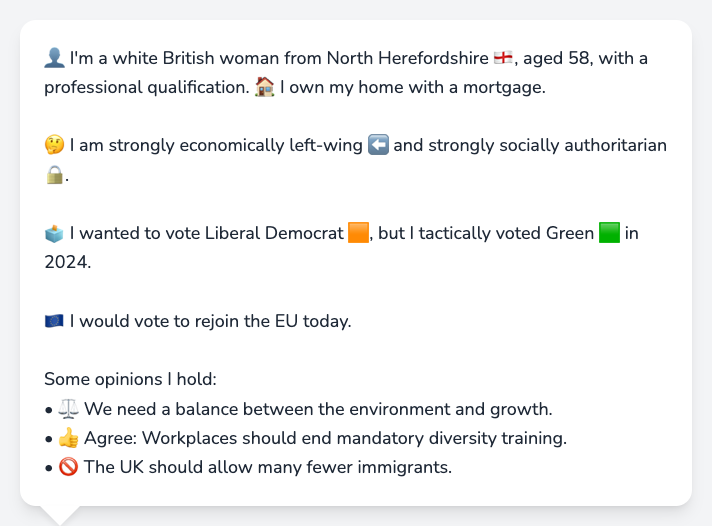 👤 I'm a white British woman from North Herefordshire 🏴󠁧󠁢󠁥󠁮󠁧󠁿, aged 58, with a
professional qualification. 🏠 I own my home with a mortgage.
🤔 I am strongly economically left-wing ⬅️ and strongly socially authoritarian
🔒.
🗳️ I wanted to vote Liberal Democrat 🟧, but I tactically voted Green 🟩 in
2024.
🇪🇺 I would vote to rejoin the EU today.
Some opinions I hold:
• ⚖️ We need a balance between the environment and growth.
• 👍 Agree: Workplaces should end mandatory diversity training.
• 🚫 The UK should allow many fewer immigrants.